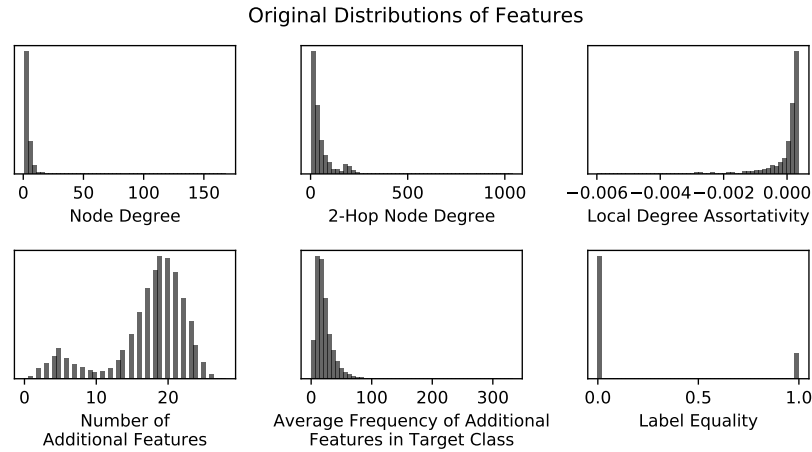 Original Distributions of Features
0 50 100 150
Node Degree
0 500 1000
2-Hop Node Degree
−0.006 −0.004 −0.002 0.000
Local Degree Assortativity
0 10 20
Number of
Additional Features
0 100 200 300
Average Frequency of Additional
Features in Target Class
0.0 0.5 1.0
Label Equality